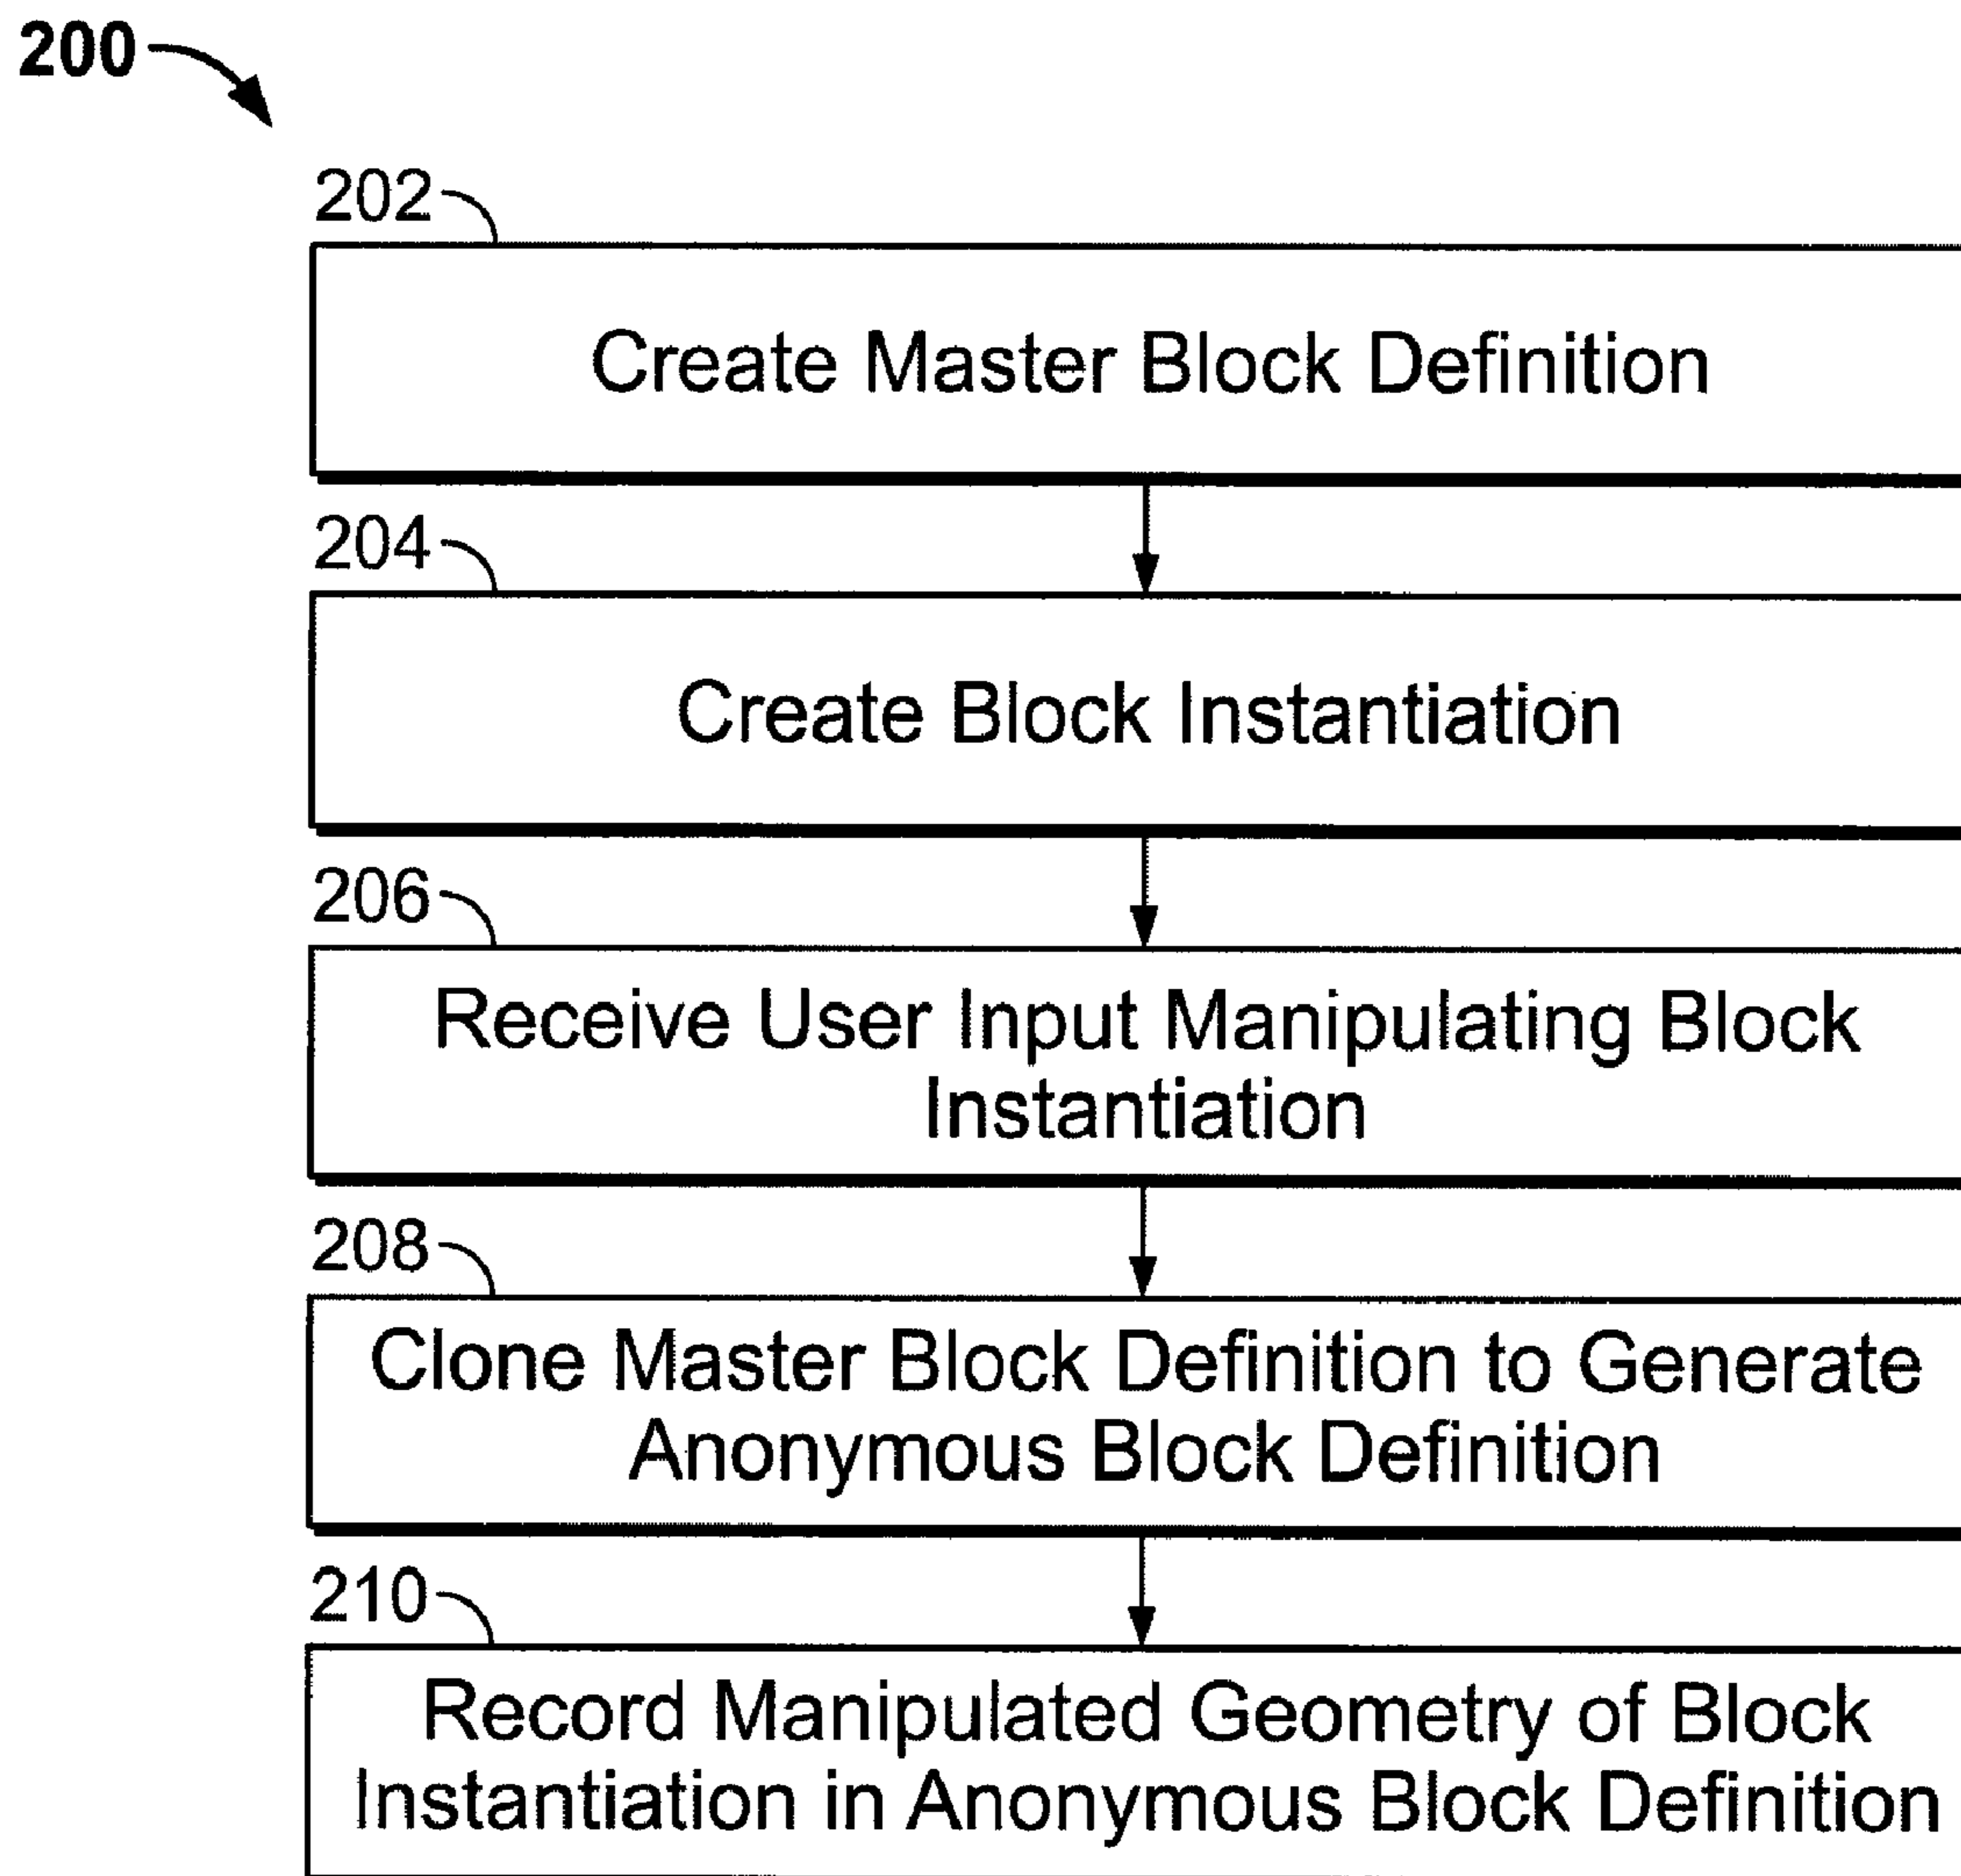 200
202
Create Master Block Definition
204
Create Block Instantiation
206
Receive User Input Manipulating Block
Instantiation
208
Clone Master Block Definition to Generate
Anonymous Block Definition
210
Record Manipulated Geometry of Block
Instantiation in Anonymous Block Definition